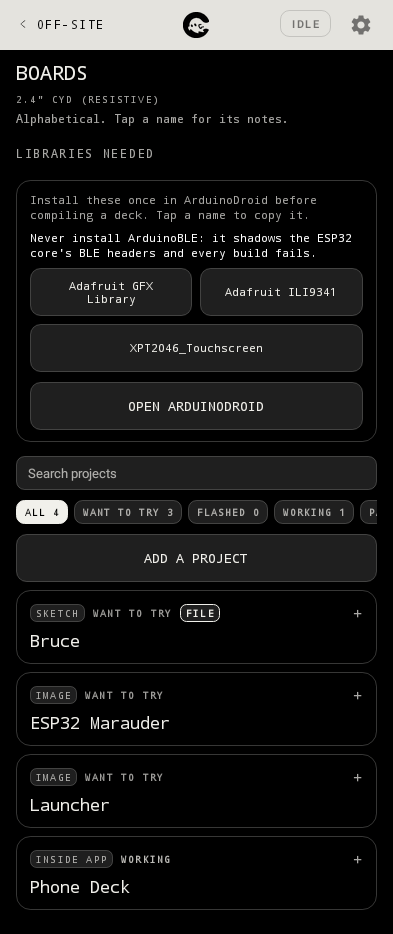 OFF-SITE
IDLE
BOARDS
2.4" CYD (RESISTIVE)
Alphabetical. Tap a name for its notes.
LIBRARIES NEEDED
Install these once in ArduinoDroid before
compiling a deck. Tap a name to copy it.
Never install ArduinoBLE: it shadows the ESP32
core's BLE headers and every build fails.
Adafruit GFX
Library
Adafruit ILI9341
XPT2046_Touchscreen
OPEN ARDUINODROID
Search projects
ALL 4 WANT TO TRY 3 FLASHED 0 WORKING 1
ADD A PROJECT
SKETCH WANT TO TRY FILE +
Bruce
IMAGE WANT TO TRY +
ESP32 Marauder
IMAGE WANT TO TRY +
Launcher
INSIDE APP WORKING +
Phone Deck